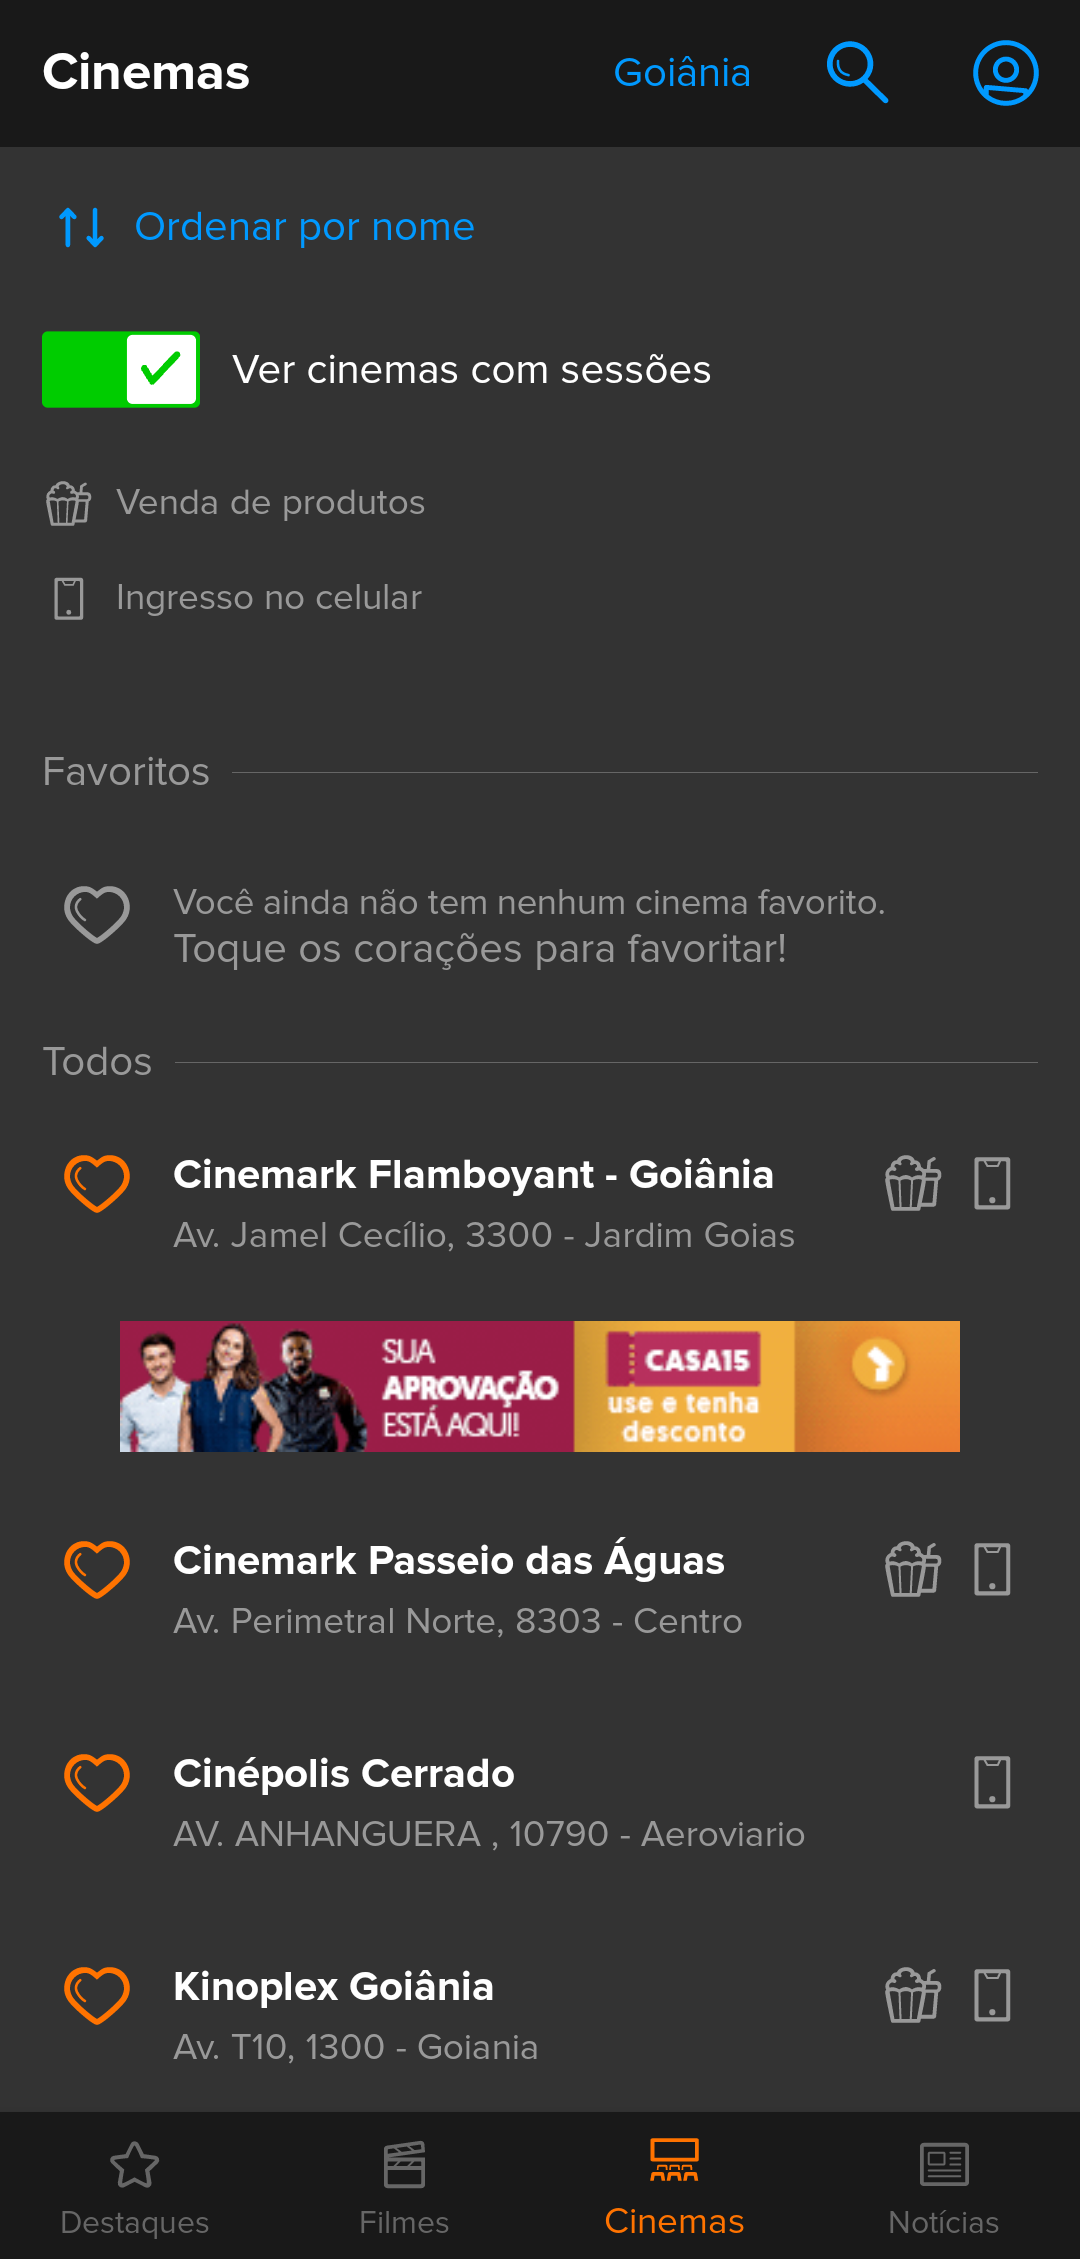 Cinemas
Goiânia
Ordenar por nome
Ver cinemas com sessões
Venda de produtos
Ingresso no celular
Favoritos
Você ainda não tem nenhum cinema favorito.
Toque os corações para favoritar!
Todos
Cinemark Flamboyant - Goiânia
Av. Jamel Cecílio, 3300 - Jardim Goias
SUA
APROVAÇÃO
ESTÁ AQUI!
CASA15
use e tenha
desconto
Cinemark Passeio das Águas
Av. Perimetral Norte, 8303 - Centro
Cinépolis Cerrado
AV. ANHANGUERA , 10790 - Aeroviario
Kinoplex Goiânia
Av. T10, 1300 - Goiania
Destaques
Filmes
Cinemas
Notícias